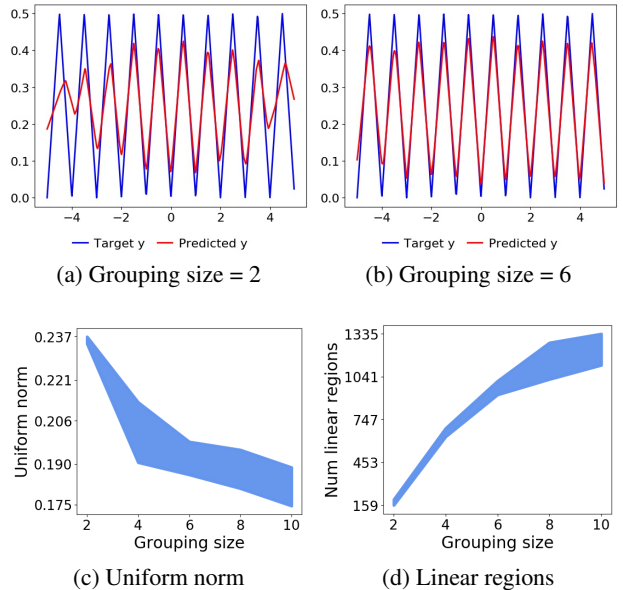 0.5
0.4
0.3
0.2
0.1
0.0
−4 −2 0 2 4
Target y Predicted y
(a) Grouping size = 2
0.5
0.4
0.3
0.2
0.1
0.0
−4 −2 0 2 4
Target y Predicted y
(b) Grouping size = 6
Uniform norm
0.237
0.221
0.206
0.190
0.175
2 4 6 8 10
Grouping size
(c) Uniform norm
Num linear regions
1335
1041
747
453
159
2 4 6 8 10
Grouping size
(d) Linear regions